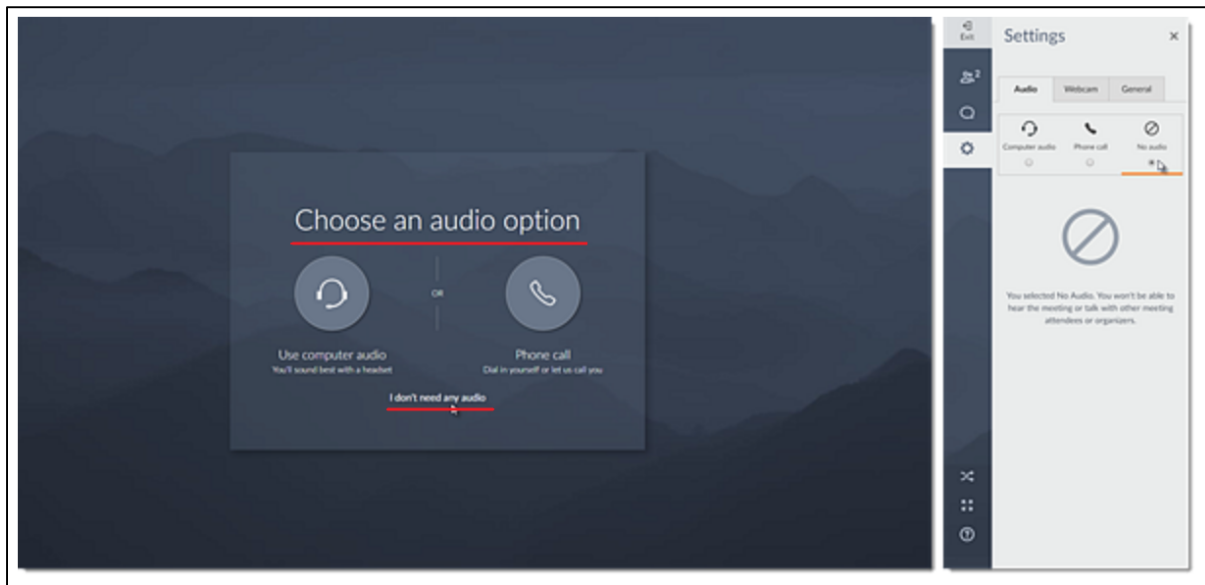 Choose an audio option
OR
Use computer audio
You'll sound best with a headset
Phone call
Dial in yourself or let us call you
I don't need any audio
Exit
2
Settings
Audio
Webcam
General
Computer audio
Phone call
No audio
You selected No Audio. You won't be able to
hear the meeting or talk with other meeting
attendees or organizers.